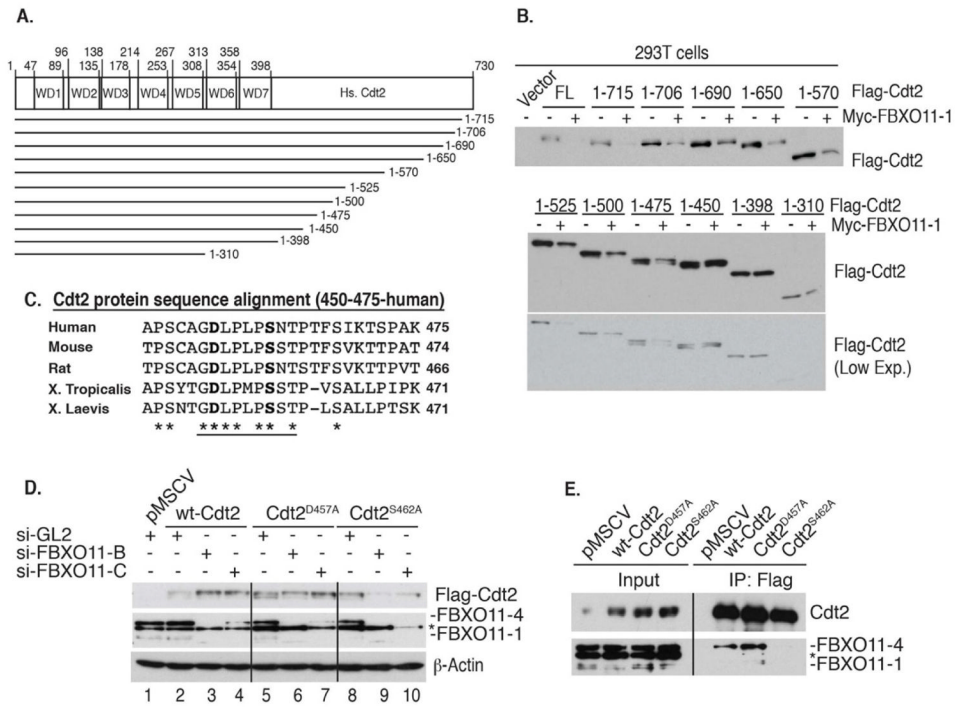 A.
96 138 214 267 313 358
1 47 89 135 178 253 308 354 398 730
WD1 WD2 WD3 WD4 WD5 WD6 WD7 Hs. Cdt2
1-715
1-706
1-690
1-650
1-570
1-525
1-500
1-475
1-450
1-398
1-310
B.
293T cells
Vector FL 1-715 1-706 1-690 1-650 1-570 Flag-Cdt2
- - + - + - + - + - + - + Myc-FBXO11-1
Flag-Cdt2
1-525 1-500 1-475 1-450 1-398 1-310 Flag-Cdt2
- + - + - + - + - + - + Myc-FBXO11-1
Flag-Cdt2
Flag-Cdt2
(Low Exp.)
C. Cdt2 protein sequence alignment (450-475-human)
Human APSCAGDLPLPSNTPTFSIKTSPAK 475
Mouse TPSCAGDLPLPSSTPTFSVKTTPAT 474
Rat TPSCAGDLPLPSNTSTFSVKTTPVT 466
X. Tropicalis APSYTGDLPMPSSTP–VSALLPIPK 471
X. Laevis APSNTGDLPLPSSTP–LSALLPTSK 471
** **** ** * *
D.
pMSCV wt-Cdt2 Cdt2D457A Cdt2S462A
si-GL2 + + - - + - - + - -
si-FBXO11-B - - + - - + - - + -
si-FBXO11-C - - - + - - + - - +
Flag-Cdt2
-FBXO11-4
*
-FBXO11-1
β-Actin
1 2 3 4 5 6 7 8 9 10
E.
pMSCV wt-Cdt2 Cdt2D457A Cdt2S462A pMSCV wt-Cdt2 Cdt2D457A Cdt2S462A
Input IP: Flag
Cdt2
-FBXO11-4
*
-FBXO11-1